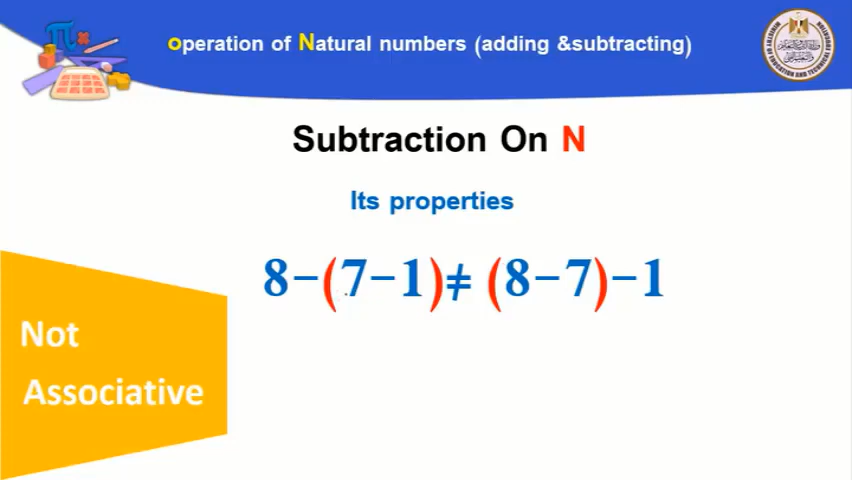 operation of Natural numbers (adding &subtracting)
Subtraction On N
Its properties
8-(7-1)≠(8-7)-1
Not
Associative